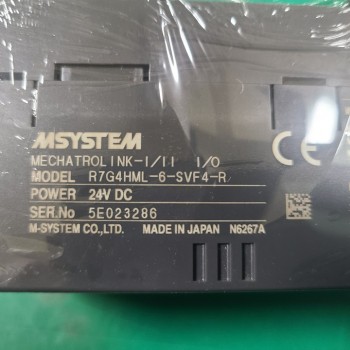 MSYSTEM
MECHATROLINK-I/II I/O
MODEL R7G4HML-6-SVF4-R
POWER 24V DC
SER.No 5E023286
M-SYSTEM CO.,LTD. MADE IN JAPAN N6267A
CE